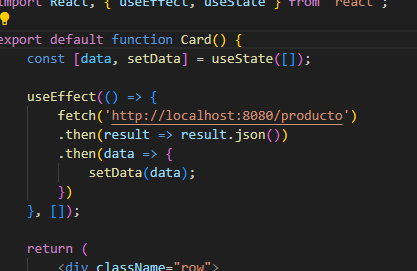 import React, { useEffect, useState } from 'react';
export default function Card() {
const [data, setData] = useState([]);
useEffect(() => {
fetch('http://localhost:8080/producto')
.then(result => result.json())
.then(data => {
setData(data);
})
}, []);
return (
<div className="row">